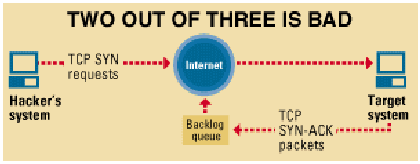 TWO OUT OF THREE IS BAD
TCP SYN
requests
Internet
Hacker's
system
Target
system
Backlog
queue
TCP
SYN-ACK
packets